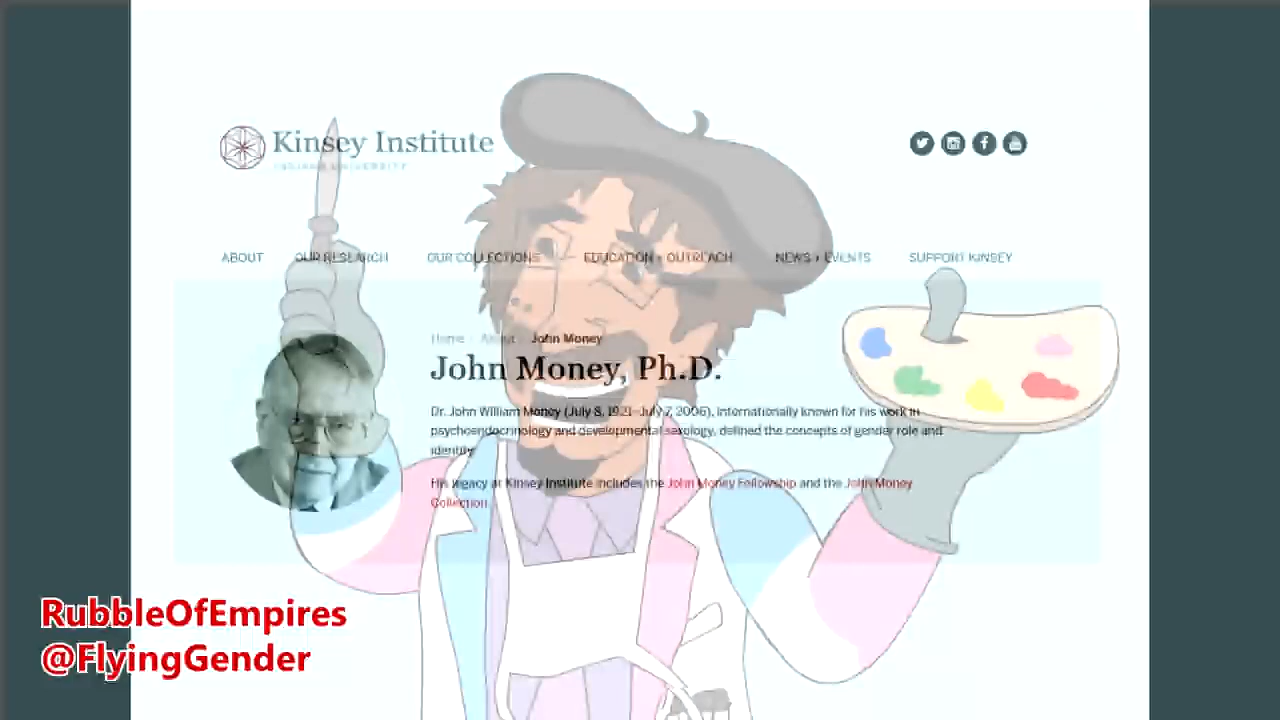 Kinsey Institute
INDIANA UNIVERSITY
ABOUT OUR RESEARCH OUR COLLECTIONS EDUCATION + OUTREACH NEWS + EVENTS SUPPORT KINSEY
Home About John Money
John Money, Ph.D.
Dr. John William Money (July 8, 1921–July 7, 2006), internationally known for his work in
psychoendocrinology and developmental sexology, defined the concepts of gender role and
identity.
His legacy at Kinsey Institute includes the John Money Fellowship and the John Money
Collection.
RubbleOfEmpires
@FlyingGender